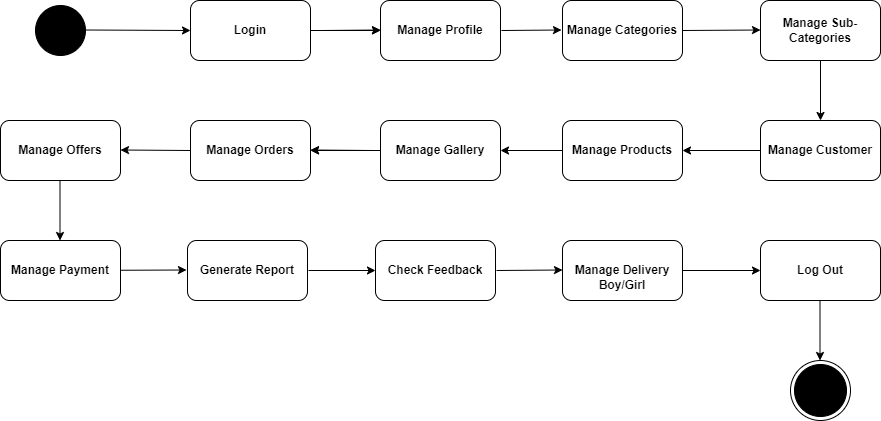 Login
Manage Profile
Manage Categories
Manage Sub-
Categories
Manage Offers
Manage Orders
Manage Gallery
Manage Products
Manage Customer
Manage Payment
Generate Report
Check Feedback
Manage Delivery
Boy/Girl
Log Out